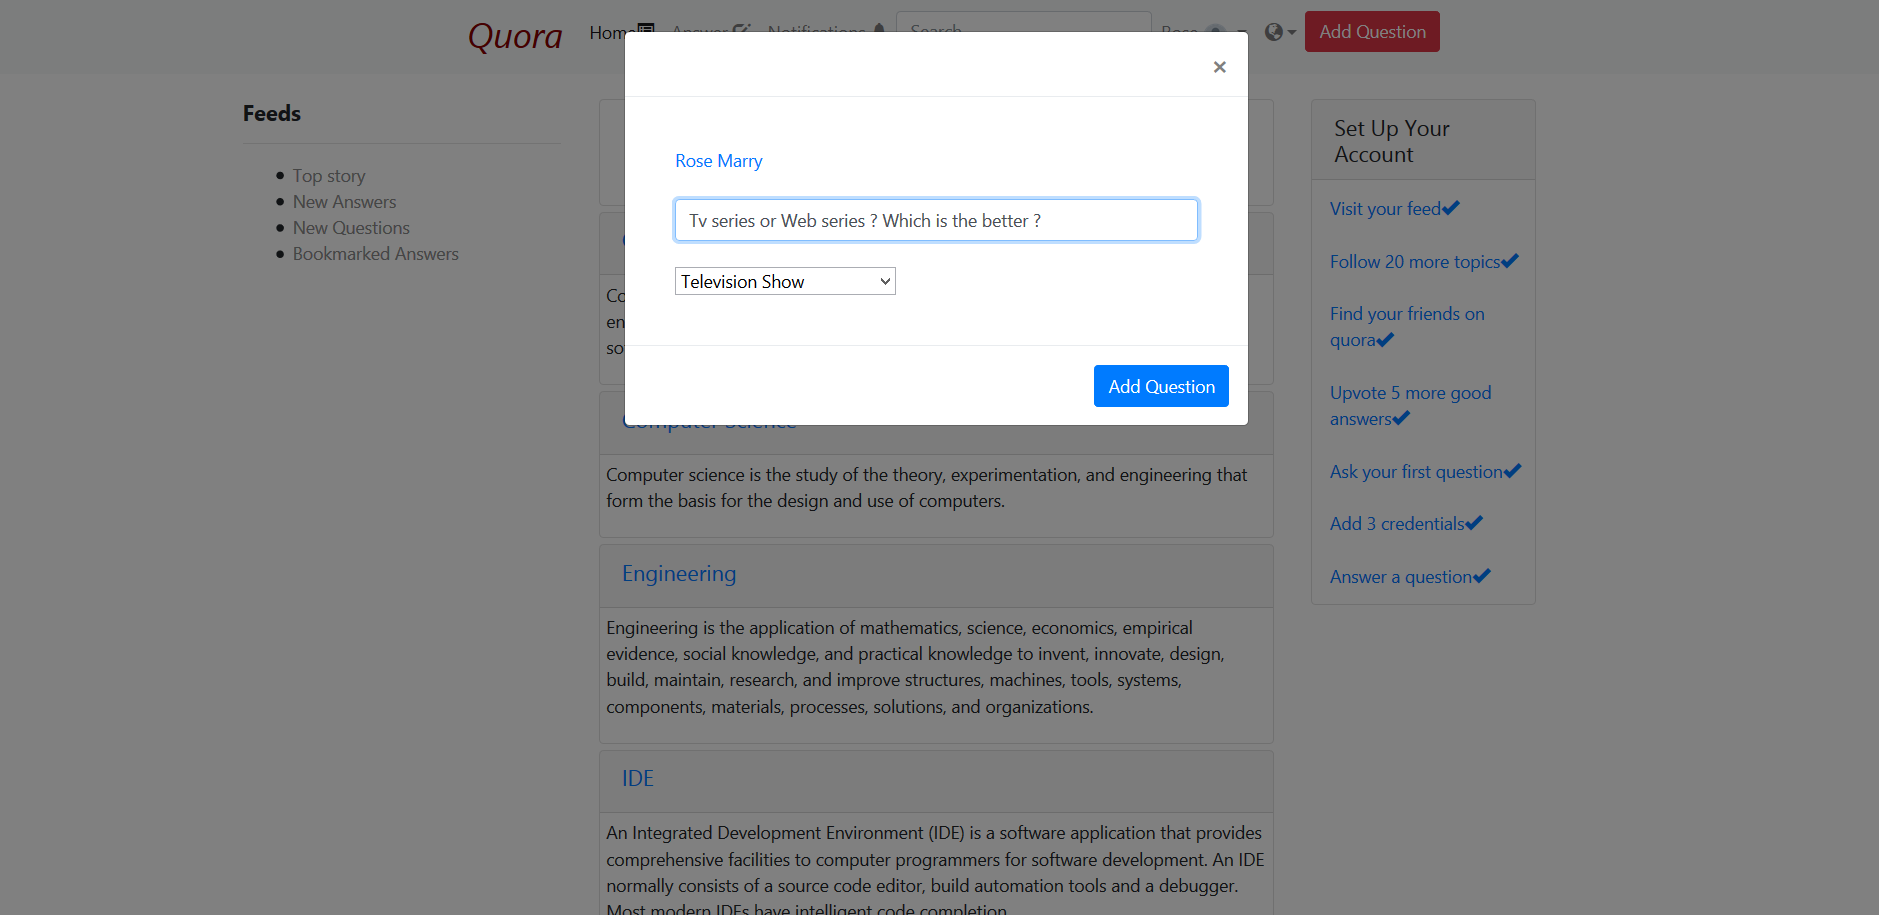 Quora
Home
Answer
Notifications
Search
Rose
Add Question
×
Feeds
Top story
New Answers
New Questions
Bookmarked Answers
Rose Marry
Tv series or Web series ? Which is the better ?
Television Show
Add Question
Co
en
so
Computer Science
Computer science is the study of the theory, experimentation, and engineering that
form the basis for the design and use of computers.
Engineering
Engineering is the application of mathematics, science, economics, empirical
evidence, social knowledge, and practical knowledge to invent, innovate, design,
build, maintain, research, and improve structures, machines, tools, systems,
components, materials, processes, solutions, and organizations.
IDE
An Integrated Development Environment (IDE) is a software application that provides
comprehensive facilities to computer programmers for software development. An IDE
normally consists of a source code editor, build automation tools and a debugger.
Most modern IDEs have intelligent code completion.
Set Up Your
Account
Visit your feed
Follow 20 more topics
Find your friends on
quora
Upvote 5 more good
answers
Ask your first question
Add 3 credentials
Answer a question